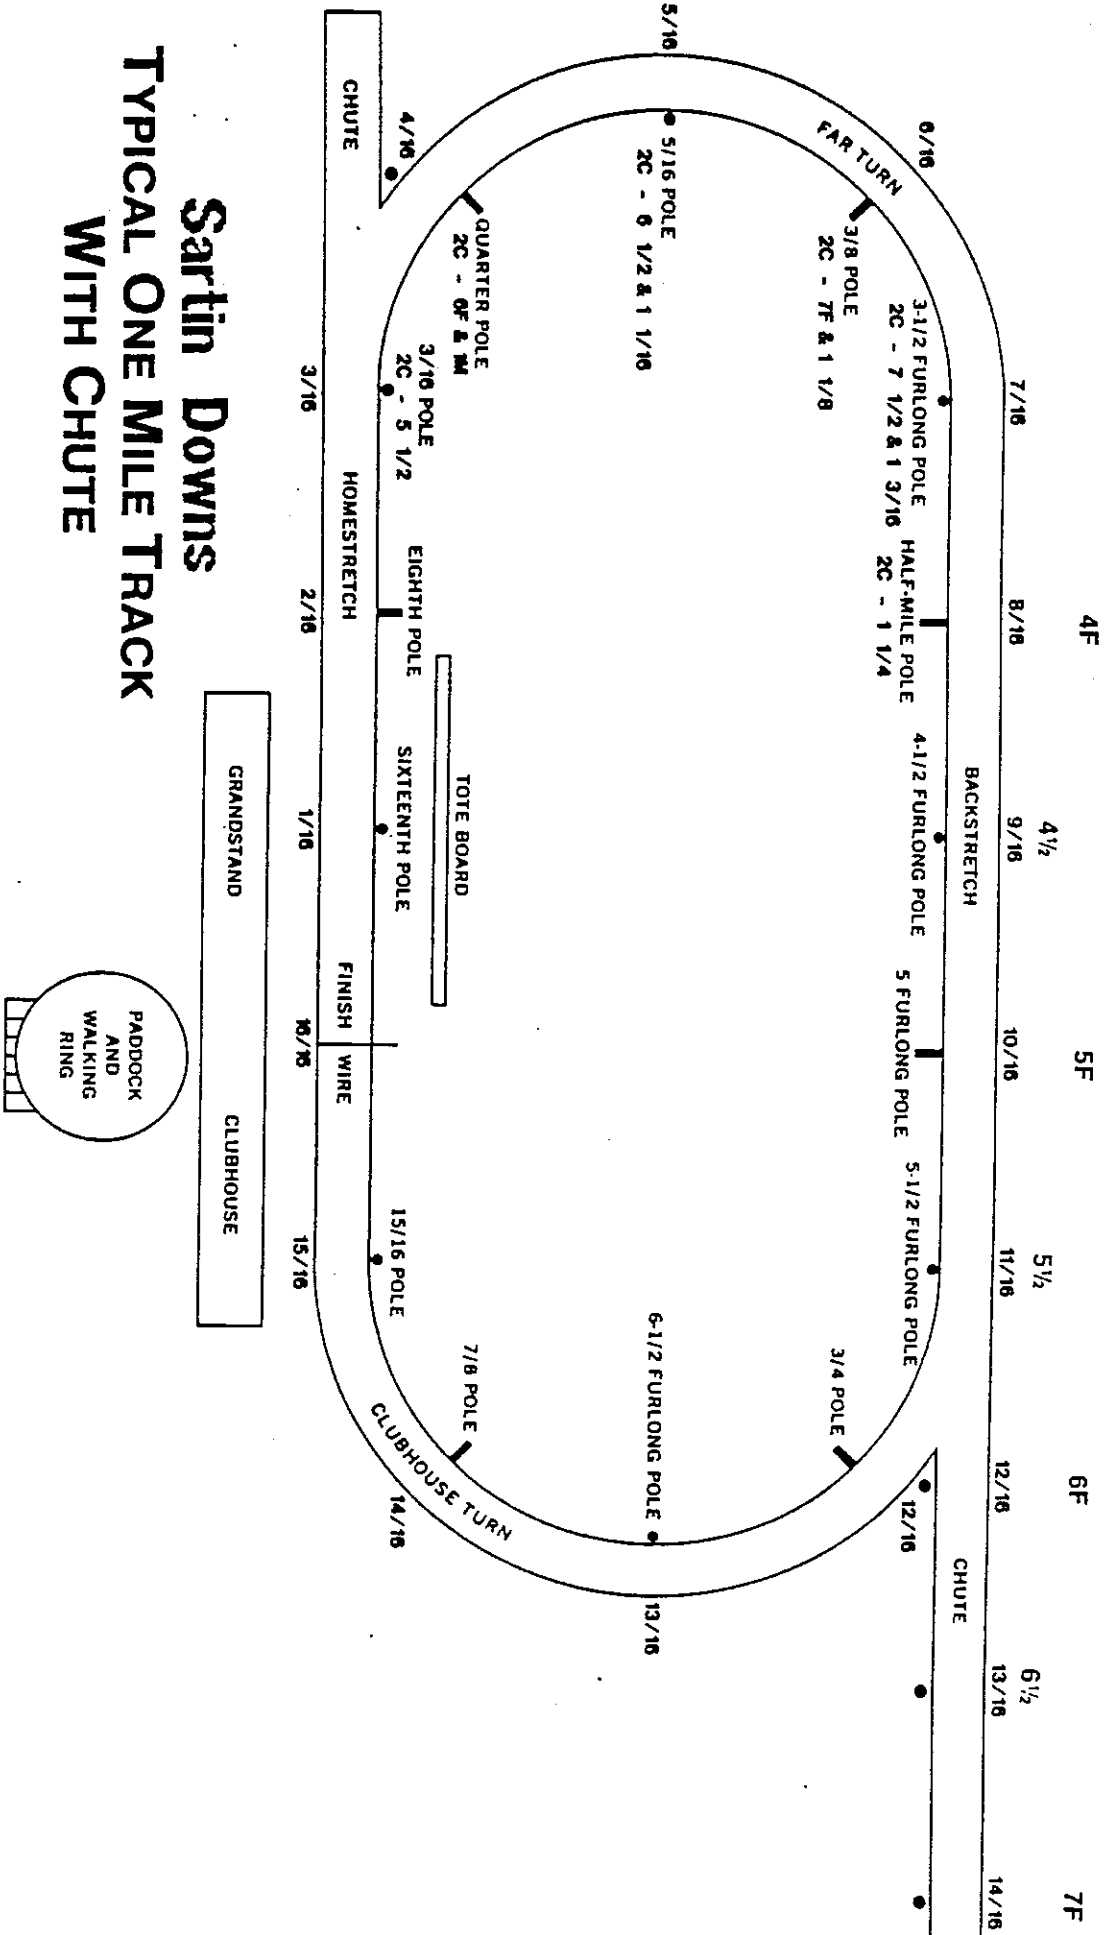 Sartin Downs
TYPICAL ONE MILE TRACK
WITH CHUTE
4F
4½
5F
5½
6F
6½
7F
5/16
6/16
7/16
8/16
9/16
10/16
11/16
12/16
13/16
14/16
FAR TURN
BACKSTRETCH
CHUTE
3-1/2 FURLONG POLE
2C - 7 1/2 & 1 3/16
HALF-MILE POLE
2C - 1 1/4
4-1/2 FURLONG POLE
5 FURLONG POLE
5-1/2 FURLONG POLE
12/16
3/8 POLE
2C - 7F & 1 1/8
3/4 POLE
5/16 POLE
2C - 6 1/2 & 1 1/16
6-1/2 FURLONG POLE
13/16
QUARTER POLE
2C - 6F & 1M
7/8 POLE
TOTE BOARD
3/16 POLE
2C - 5 1/2
EIGHTH POLE
SIXTEENTH POLE
15/16 POLE
CLUBHOUSE TURN
14/16
4/16
CHUTE
HOMESTRETCH
FINISH WIRE
3/16
2/16
1/16
16/16
15/16
GRANDSTAND
CLUBHOUSE
PADDOCK
AND
WALKING
RING